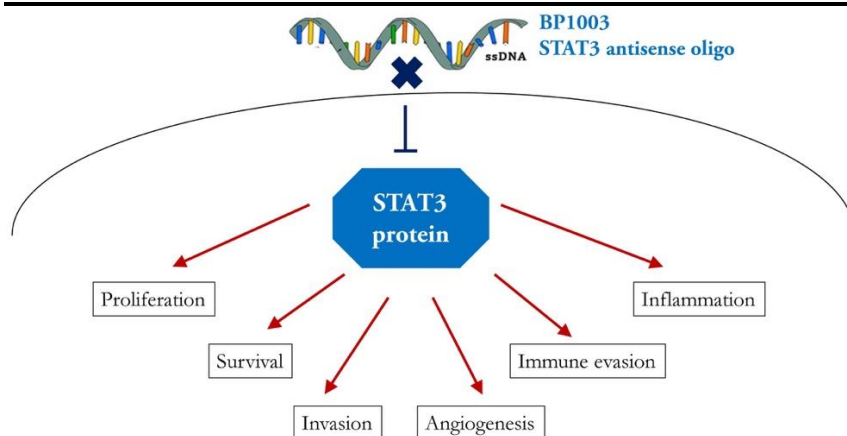 BP1003
STAT3 antisense oligo
ssDNA
STAT3
protein
Proliferation
Inflammation
Survival
Immune evasion
Invasion
Angiogenesis